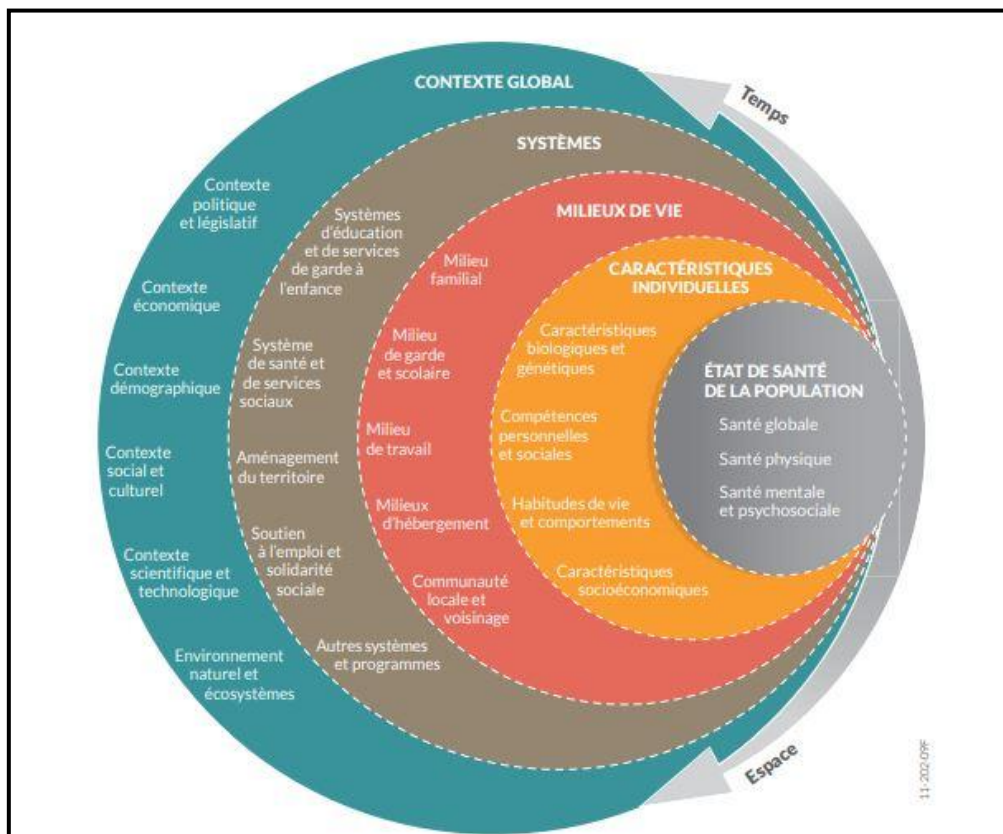 CONTEXTE GLOBAL
Temps
SYSTÈMES
Contexte
politique
et législatif
Contexte
économique
Contexte
démographique
Contexte
social et
culturel
Contexte
scientifique et
technologique
Environnement
naturel et
écosystèmes
Systèmes
d'éducation
et de services
de garde à
l'enfance
Système
de santé et
de services
sociaux
Aménagement
du territoire
Soutien
à l'emploi et
solidarité
sociale
Autres systèmes
et programmes
MILIEUX DE VIE
Milieu
familial
Milieu
de garde
et scolaire
Milieu
de travail
Milieux
d'hébergement
Communauté
locale et
voisinage
CARACTÉRISTIQUES
INDIVIDUELLES
Caractéristiques
biologiques et
génétiques
Compétences
personnelles
et sociales
Habitudes de vie
et comportements
Caractéristiques
socioéconomiques
ÉTAT DE SANTÉ
DE LA POPULATION
Santé globale
Santé physique
Santé mentale
et psychosociale
Espace
11-202-09F